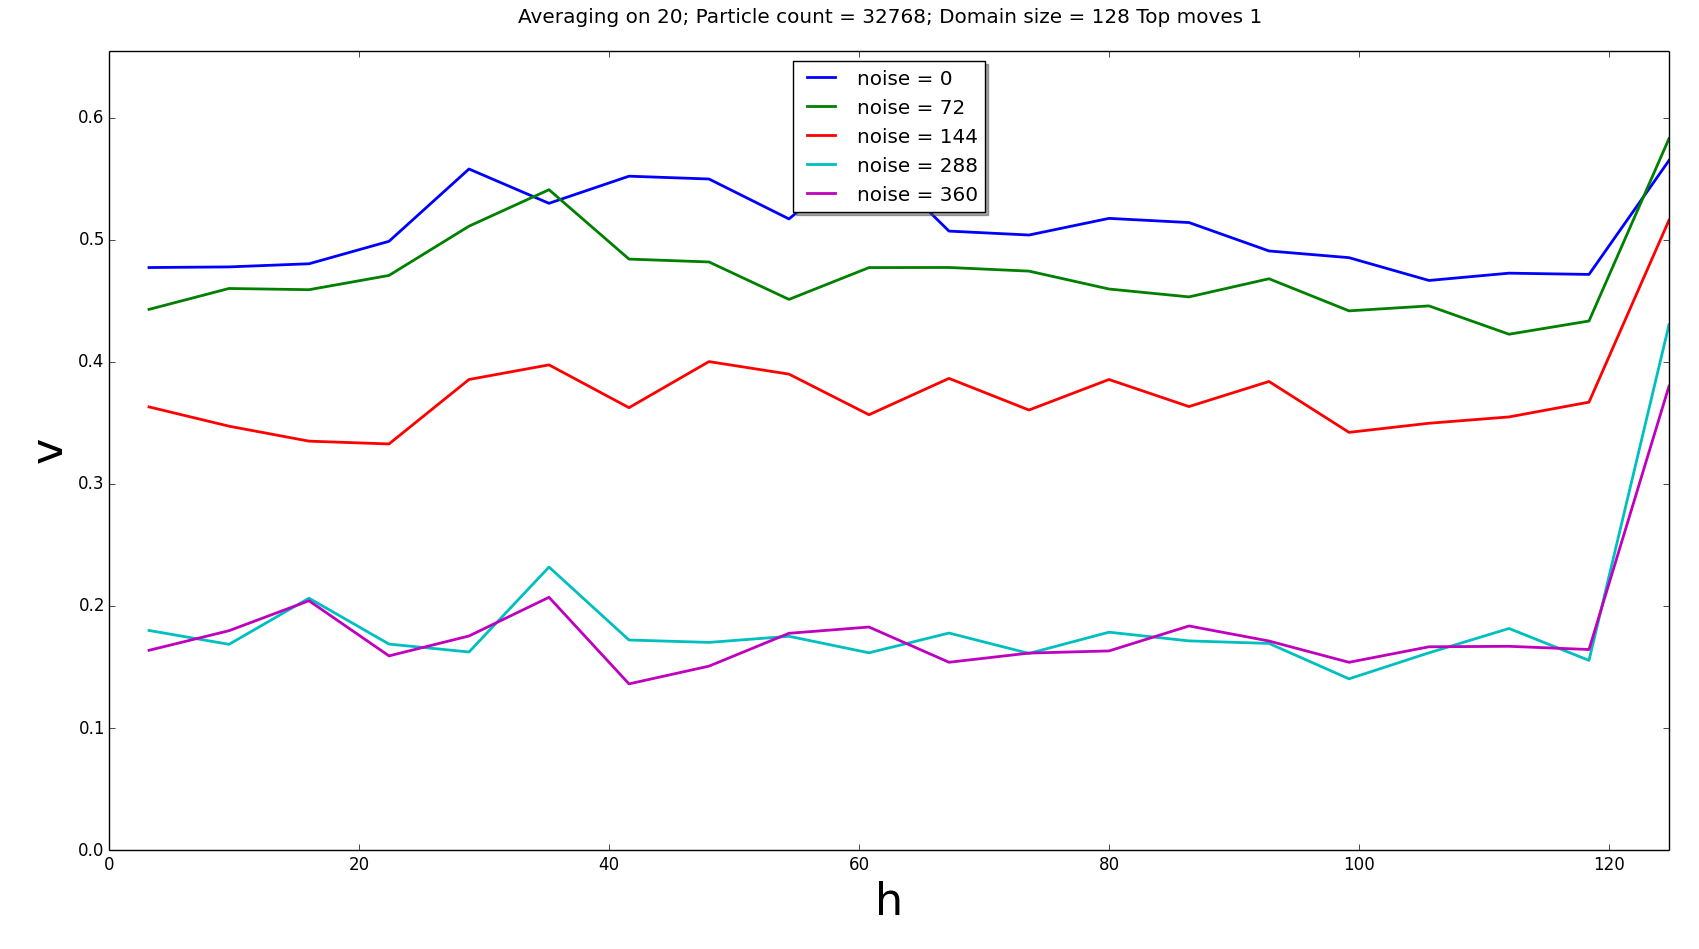 Averaging on 20; Particle count = 32768; Domain size = 128 Top moves 1
noise = 0
noise = 72
noise = 144
noise = 288
noise = 360
0.6
0.5
0.4
0.3
0.2
0.1
0.0
v
0 20 40 60 80 100 120
h